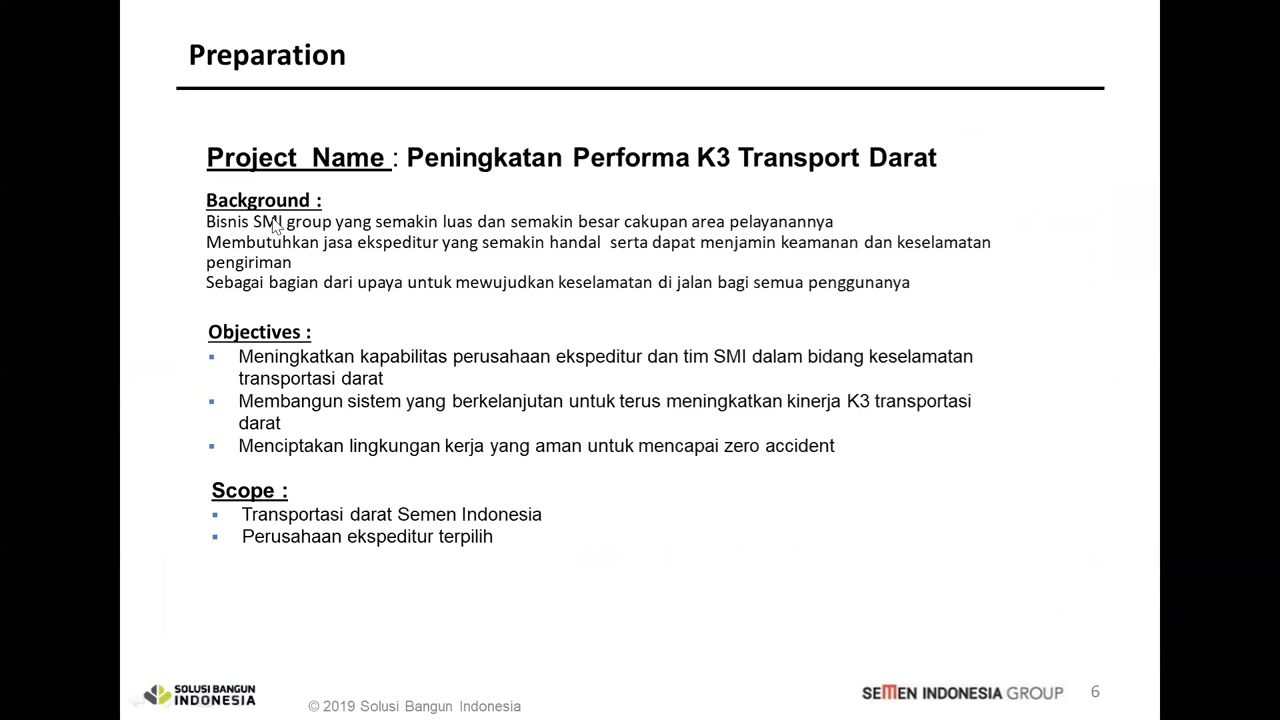 Preparation
Project Name : Peningkatan Performa K3 Transport Darat
Background :
Bisnis SMI group yang semakin luas dan semakin besar cakupan area pelayanannya
Membutuhkan jasa ekspeditur yang semakin handal serta dapat menjamin keamanan dan keselamatan
pengiriman
Sebagai bagian dari upaya untuk mewujudkan keselamatan di jalan bagi semua penggunanya
Objectives :
▪ Meningkatkan kapabilitas perusahaan ekspeditur dan tim SMI dalam bidang keselamatan
transportasi darat
▪ Membangun sistem yang berkelanjutan untuk terus meningkatkan kinerja K3 transportasi
darat
▪ Menciptakan lingkungan kerja yang aman untuk mencapai zero accident
Scope :
▪ Transportasi darat Semen Indonesia
▪ Perusahaan ekspeditur terpilih
SOLUSI BANGUN
INDONESIA
© 2019 Solusi Bangun Indonesia
SEMEN INDONESIA GROUP
6